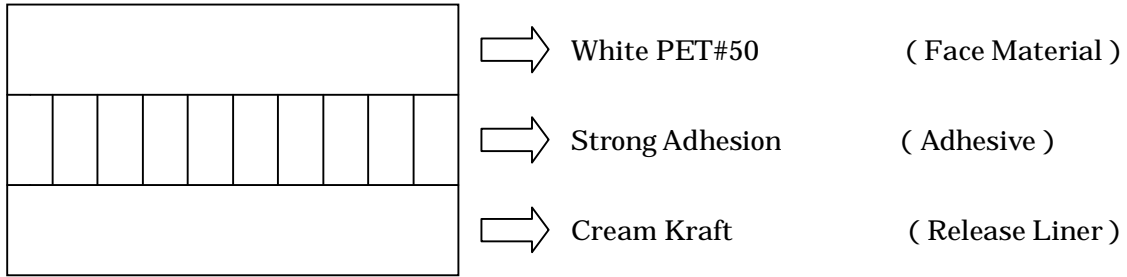 White PET#50 ( Face Material )
Strong Adhesion ( Adhesive )
Cream Kraft ( Release Liner )